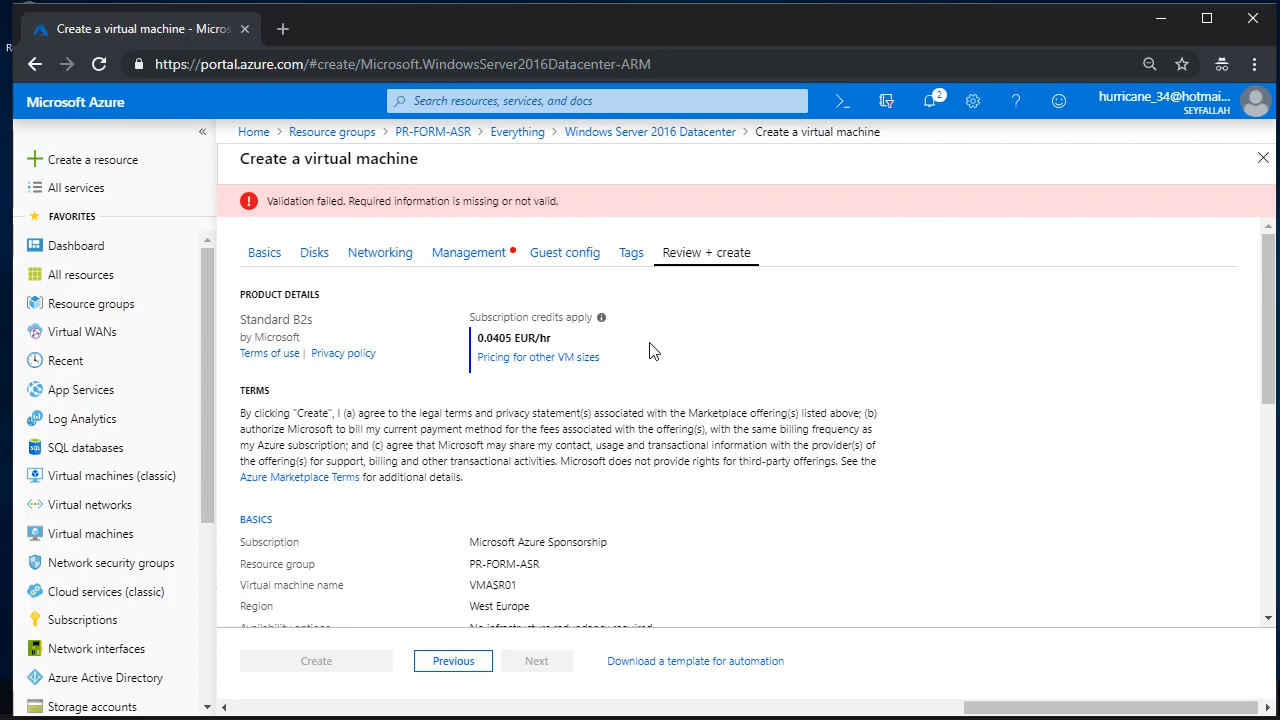 Create a virtual machine - Micros
https://portal.azure.com/#create/Microsoft.WindowsServer2016Datacenter-ARM
Microsoft Azure
Search resources, services, and docs
2
hurricane_34@hotmai...
SEYFALLAH
Home > Resource groups > PR-FORM-ASR > Everything > Windows Server 2016 Datacenter > Create a virtual machine
Create a virtual machine
Validation failed. Required information is missing or not valid.
Create a resource
All services
FAVORITES
Dashboard
All resources
Resource groups
Virtual WANs
Recent
App Services
Log Analytics
SQL databases
Virtual machines (classic)
Virtual networks
Virtual machines
Network security groups
Cloud services (classic)
Subscriptions
Network interfaces
Azure Active Directory
Storage accounts
Basics Disks Networking Management Guest config Tags Review + create
PRODUCT DETAILS
Standard B2s
by Microsoft
Terms of use | Privacy policy
Subscription credits apply
0.0405 EUR/hr
Pricing for other VM sizes
TERMS
By clicking "Create", I (a) agree to the legal terms and privacy statement(s) associated with the Marketplace offering(s) listed above; (b)
authorize Microsoft to bill my current payment method for the fees associated with the offering(s), with the same billing frequency as
my Azure subscription; and (c) agree that Microsoft may share my contact, usage and transactional information with the provider(s) of
the offering(s) for support, billing and other transactional activities. Microsoft does not provide rights for third-party offerings. See the
Azure Marketplace Terms for additional details.
BASICS
Subscription Microsoft Azure Sponsorship
Resource group PR-FORM-ASR
Virtual machine name VMASR01
Region West Europe
Availability options No infrastructure redundancy required
Create Previous Next Download a template for automation